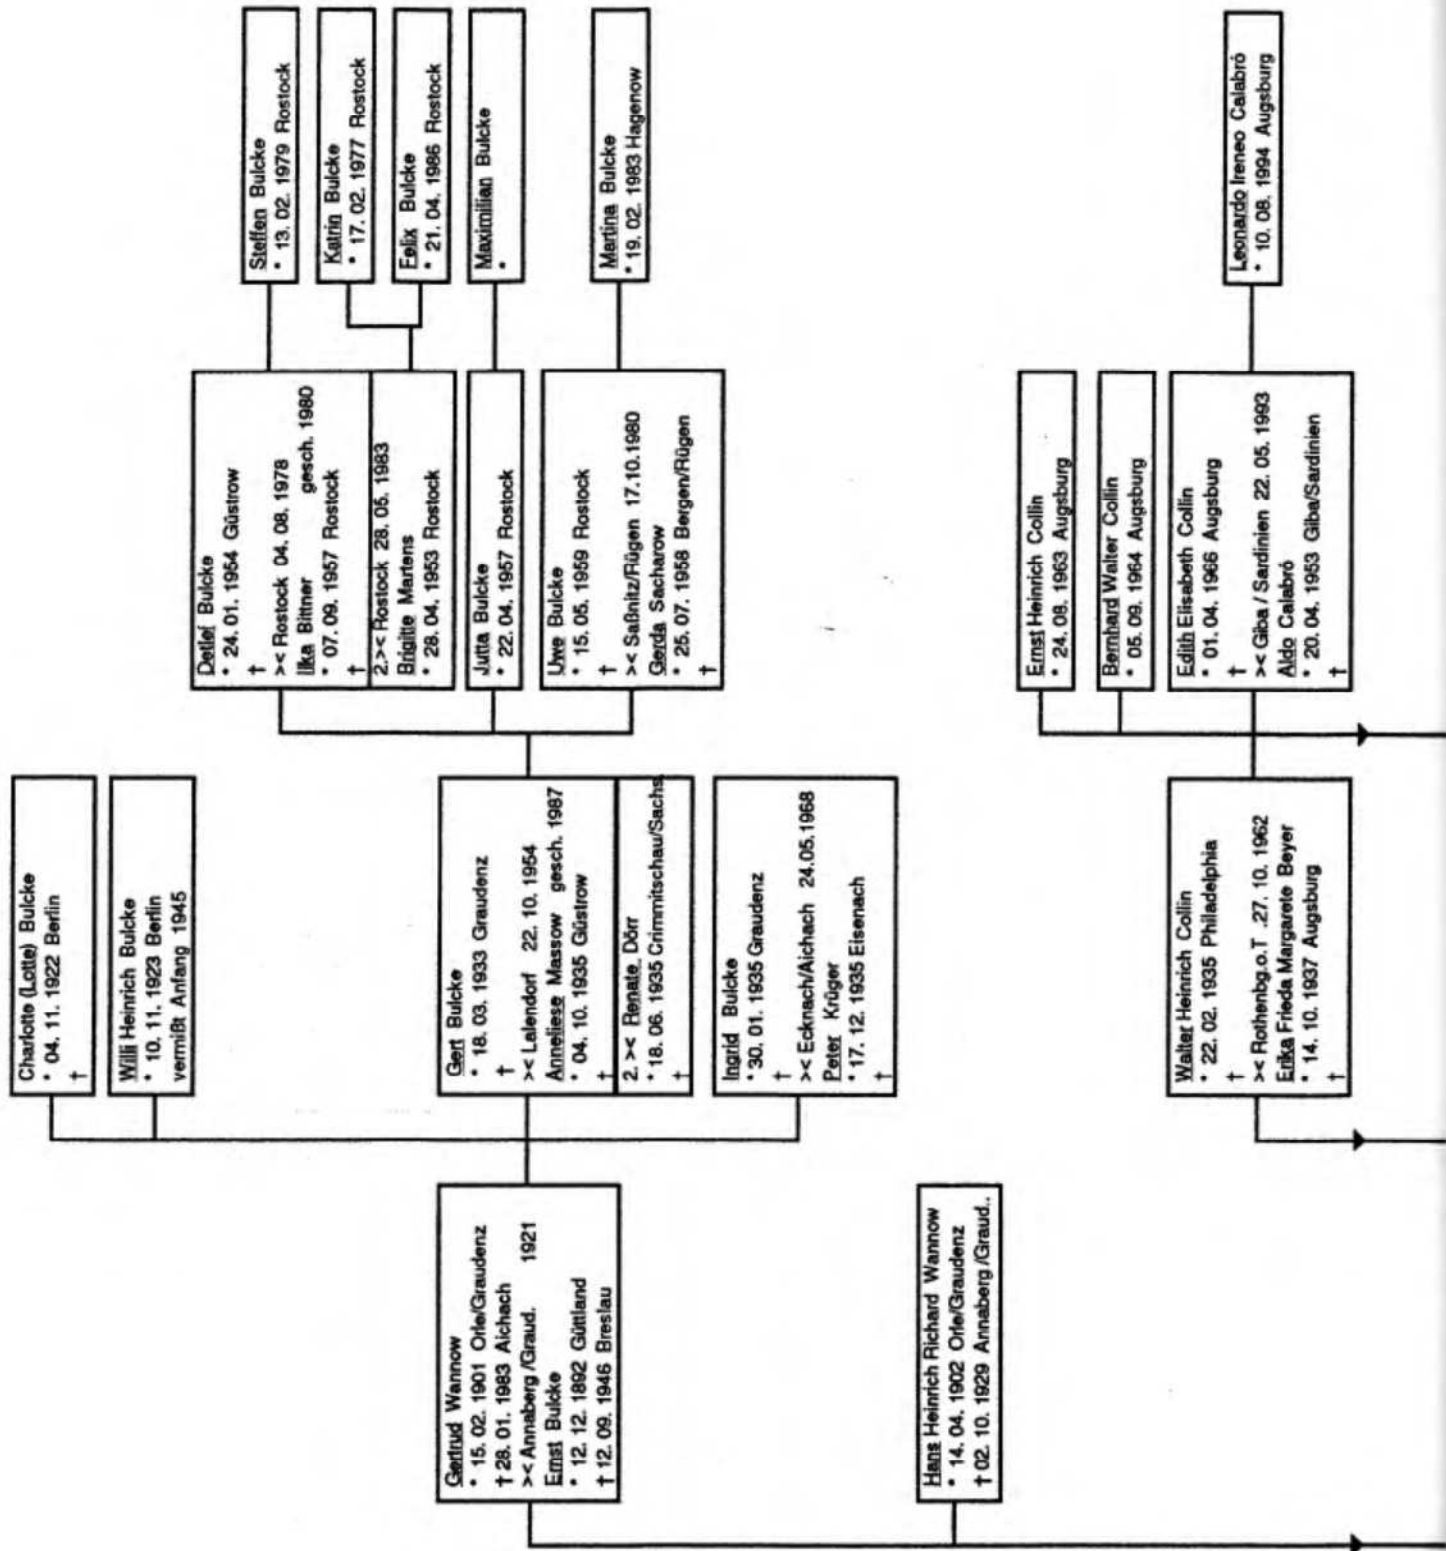 Gertrud Wannow
* 15. 02. 1901 Orle/Graudenz
† 28. 01. 1983 Aichach
>< Annaberg /Graud. 1921
Ernst Bulcke
* 12. 12. 1892 Güttland
† 12. 09. 1946 Breslau
Hans Heinrich Richard Wannow
* 14. 04. 1902 Orle/Graudenz
† 02. 10. 1929 Annaberg /Graud..
Charlotte (Lotte) Bulcke
* 04. 11. 1922 Berlin
†
Willi Heinrich Bulcke
* 10. 11. 1923 Berlin
vermißt Anfang 1945
Gert Bulcke
* 18. 03. 1933 Graudenz
†
>< Lalendorf 22. 10. 1954
Anneliese Massow gesch. 1987
* 04. 10. 1935 Güstrow
†
2. >< Renate Dörr
* 18. 06. 1935 Crimmitschau/Sachs.
†
Ingrid Bulcke
* 30. 01. 1935 Graudenz
†
>< Ecknach/Aichach 24.05.1968
Peter Krüger
* 17. 12. 1935 Eisenach
†
Walter Heinrich Collin
* 22. 02. 1935 Philadelphia
†
>< Rothenbg.o.T .27. 10. 1962
Erika Frieda Margarete Beyer
* 14. 10. 1937 Augsburg
†
Detlef Bulcke
* 24. 01. 1954 Güstrow
†
>< Rostock 04. 08. 1978
Ilka Bittner gesch. 1980
* 07. 09. 1957 Rostock
†
2.>< Rostock 28. 05. 1983
Brigitte Martens
* 28. 04. 1953 Rostock
Jutta Bulcke
* 22. 04. 1957 Rostock
Uwe Bulcke
* 15. 05. 1959 Rostock
†
>< Saßnitz/Rügen 17.10.1980
Gerda Sacharow
* 25. 07. 1958 Bergen/Rügen
†
Ernst Heinrich Collin
* 24. 08. 1963 Augsburg
Bernhard Walter Collin
* 05. 09. 1964 Augsburg
Edith Elisabeth Collin
* 01. 04. 1966 Augsburg
†
>< Giba / Sardinien 22. 05. 1993
Aldo Calabró
* 20. 04. 1953 Giba/Sardinien
†
Steffen Bulcke
* 13. 02. 1979 Rostock
Katrin Bulcke
* 17. 02. 1977 Rostock
Felix Bulcke
* 21. 04. 1986 Rostock
Maximilian Bulcke
*
Martina Bulcke
* 19. 02. 1983 Hagenow
Leonardo Ireneo Calabró
* 10. 08. 1994 Augsburg